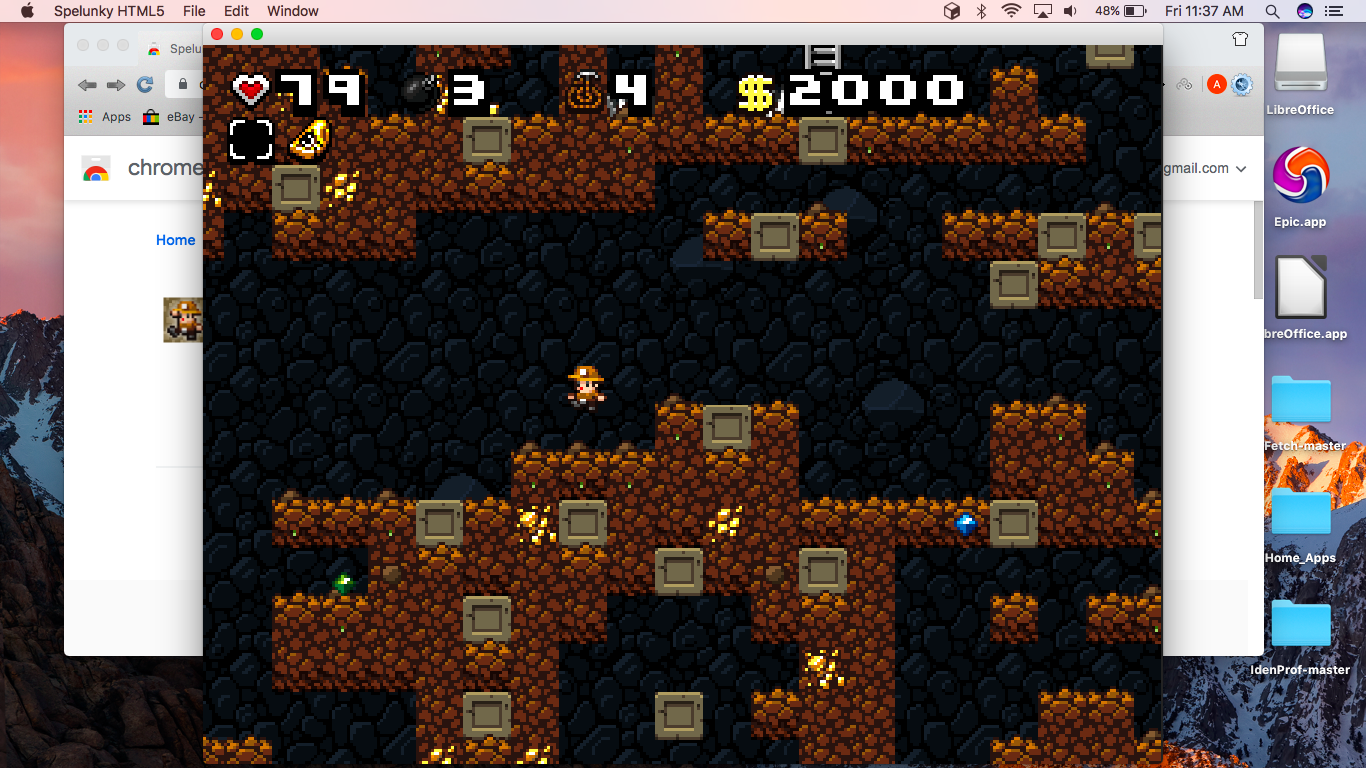 Spelunky HTML5 File Edit Window 48% Fri 11:37 AM
Spelu
79 3 4 $2000
A
Apps eBay –
chrome
gmail.com
Home
LibreOffice
Epic.app
breOffice.app
Fetch-master
Home_Apps
IdenProf-master